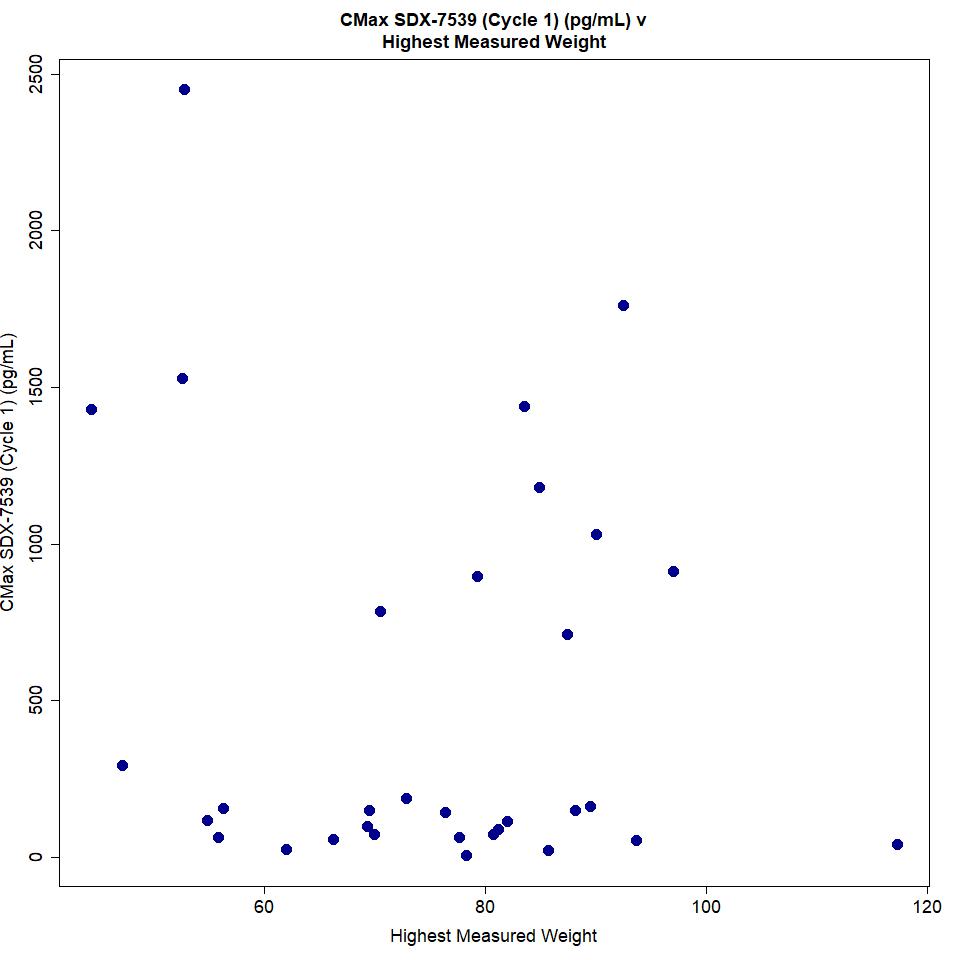 CMax SDX-7539 (Cycle 1) (pg/mL) v
Highest Measured Weight
CMax SDX-7539 (Cycle 1) (pg/mL)
2500
2000
1500
1000
500
0
60
80
100
120
Highest Measured Weight